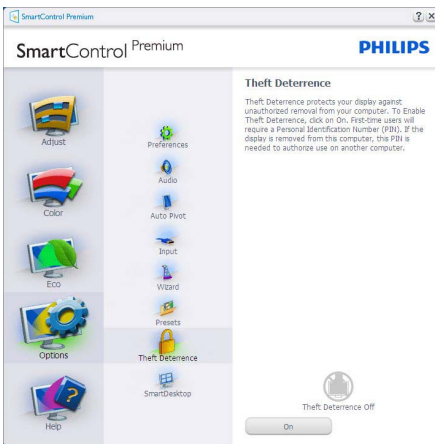 SmartControl Premium
SmartControl Premium
PHILIPS
Adjust
Color
Eco
Options
Help
Preferences
Audio
Auto Pivot
Input
Wizard
Presets
Theft Deterrence
SmartDesktop
Theft Deterrence
Theft Deterrence protects your display against
unauthorized removal from your computer. To Enable
Theft Deterrence, click on On. First-time users will
require a Personal Identification Number (PIN). If the
display is removed from this computer, this PIN is
needed to authorize use on another computer.
Theft Deterrence Off
On